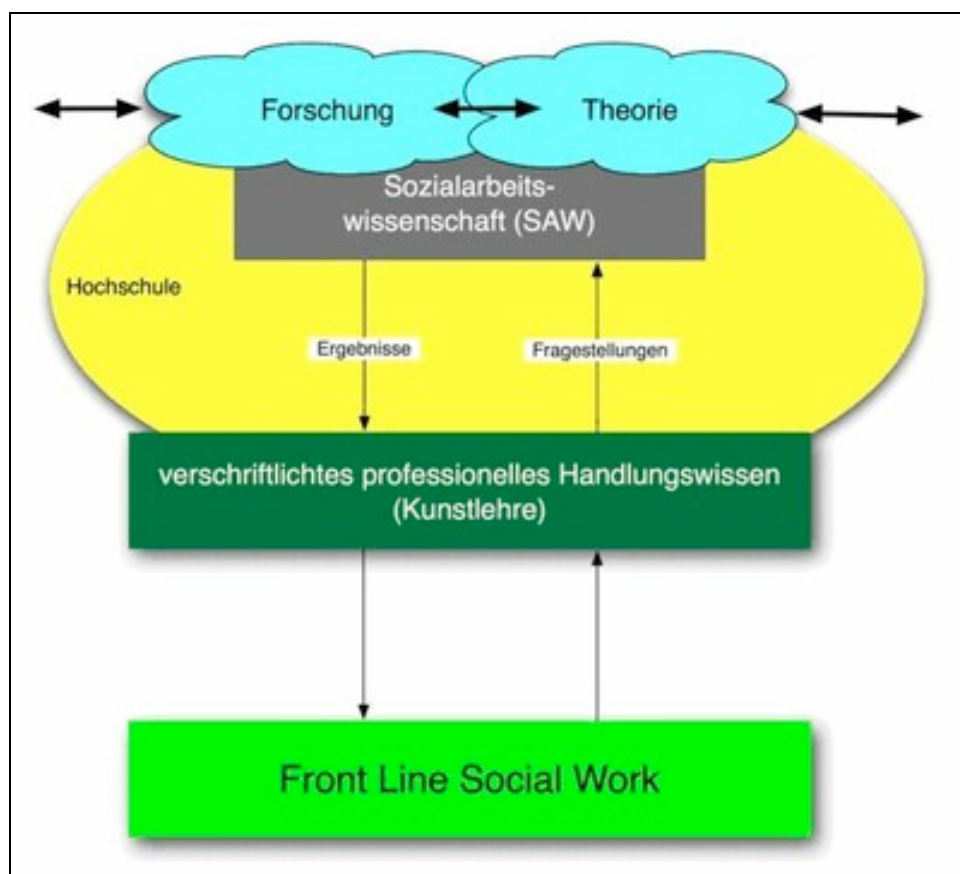 Forschung
Theorie
Sozialarbeits-
wissenschaft (SAW)
Hochschule
Ergebnisse
Fragestellungen
verschriftlichtes professionelles Handlungswissen
(Kunstlehre)
Front Line Social Work